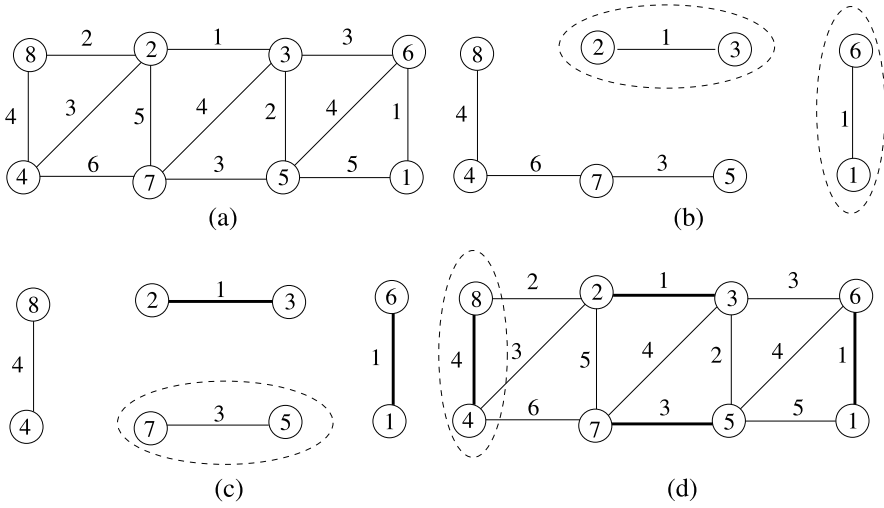 8 2 2 1 3 3 6
4 3 5 4 2 4 1
4 6 7 3 5 5 1
(a)
8 2 1 3 6
4 1
4 6 7 3 5 1
(b)
8 2 1 3 6
4 1
4 7 3 5 1
(c)
8 2 2 1 3 3 6
4 3 5 4 2 4 1
4 6 7 3 5 5 1
(d)